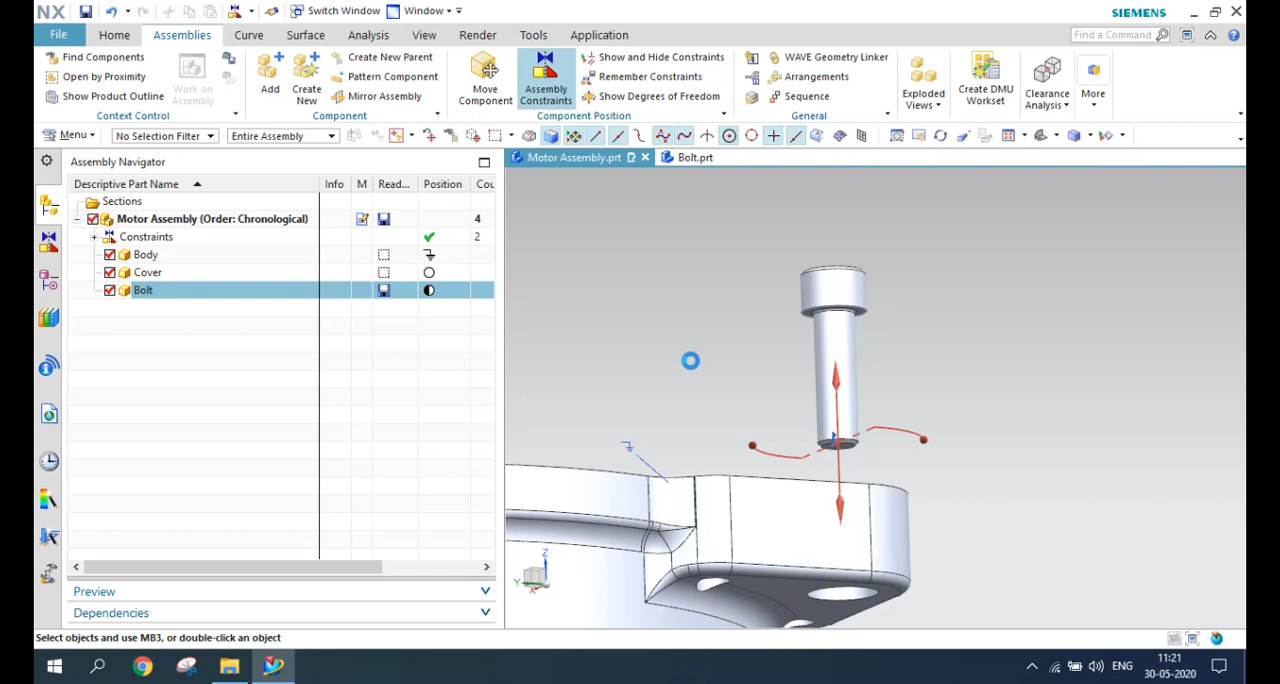 NX
Switch Window
Window
SIEMENS
File
Home
Assemblies
Curve
Surface
Analysis
View
Render
Tools
Application
Find a Command
Find Components
Open by Proximity
Show Product Outline
Context Control
Work on
Assembly
Add
Create
New
Create New Parent
Pattern Component
Mirror Assembly
Component
Move
Component
Assembly
Constraints
Show and Hide Constraints
Remember Constraints
Show Degrees of Freedom
Component Position
WAVE Geometry Linker
Arrangements
Sequence
General
Exploded
Views
Create DMU
Workset
Clearance
Analysis
More
Menu
No Selection Filter
Entire Assembly
Assembly Navigator
Motor Assembly.prt
Bolt.prt
Descriptive Part Name
Info
M
Read...
Position
Cou
Sections
Motor Assembly (Order: Chronological)
4
Constraints
2
Body
Cover
Bolt
Z
Y
X
Preview
Dependencies
Select objects and use MB3, or double-click an object
ENG
11:21
30-05-2020